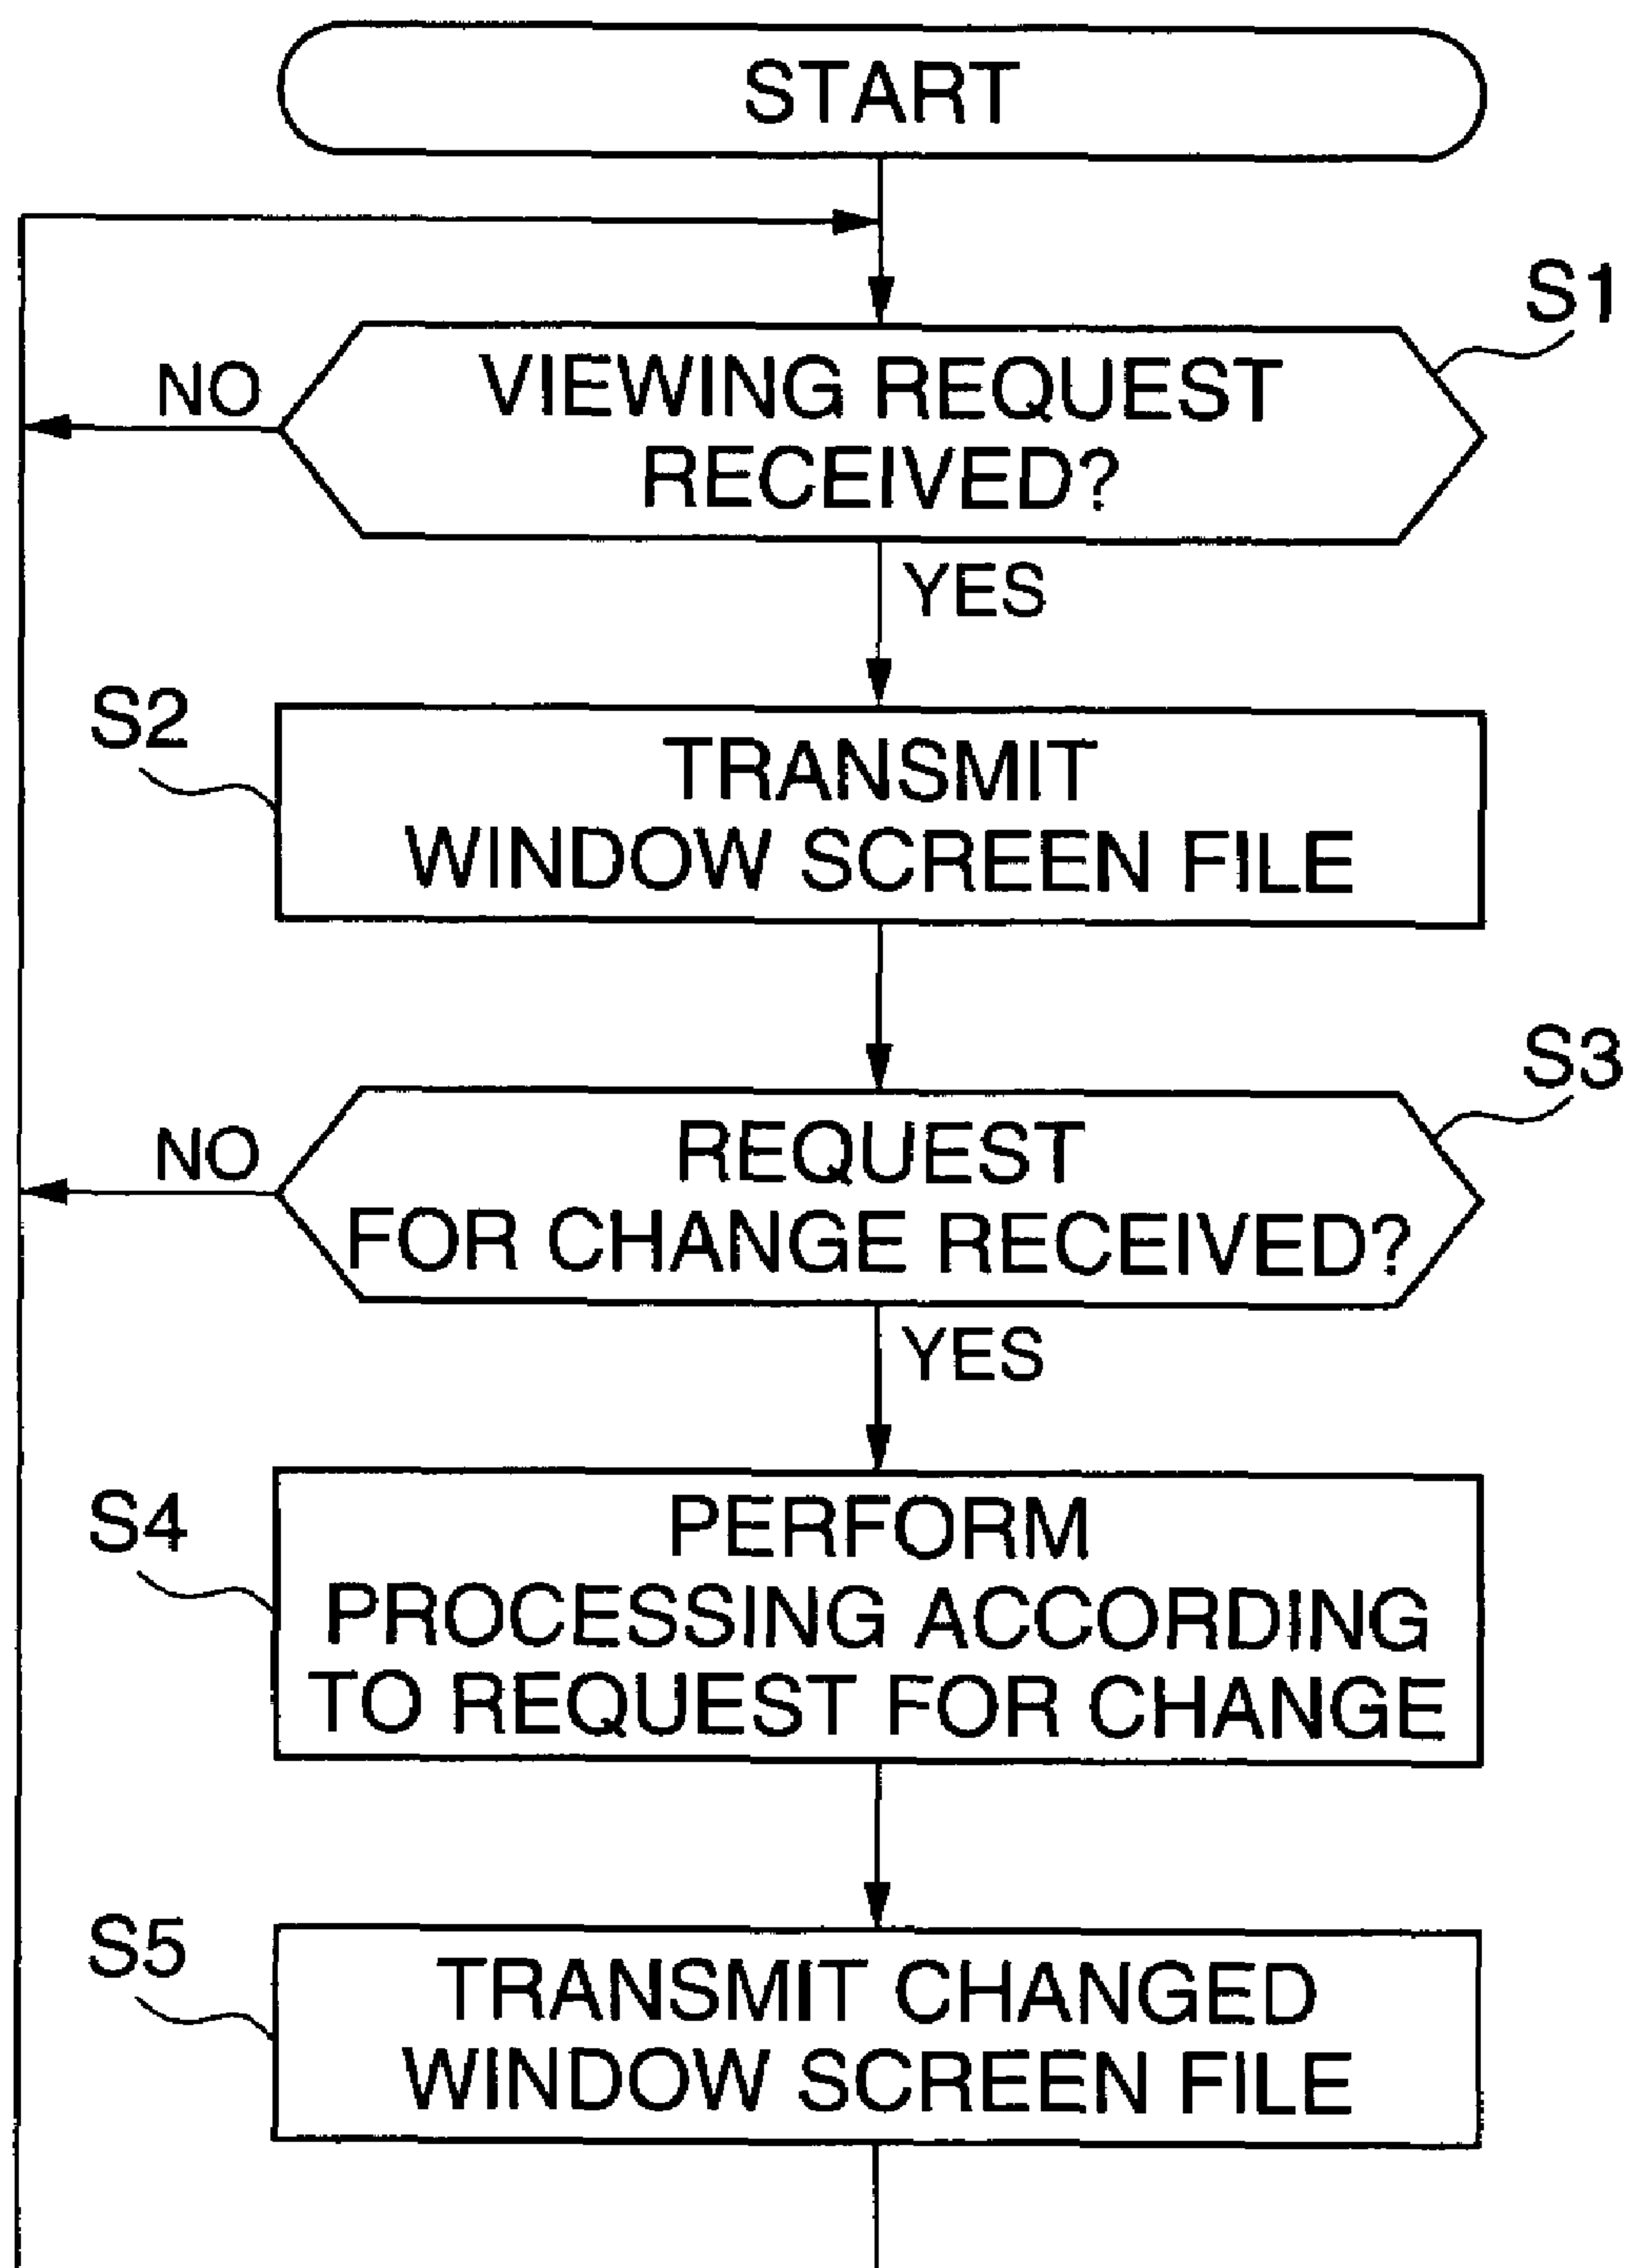 START
S1
VIEWING REQUEST
RECEIVED?
NO
YES
S2
TRANSMIT
WINDOW SCREEN FILE
S3
REQUEST
FOR CHANGE RECEIVED?
NO
YES
S4
PERFORM
PROCESSING ACCORDING
TO REQUEST FOR CHANGE
S5
TRANSMIT CHANGED
WINDOW SCREEN FILE